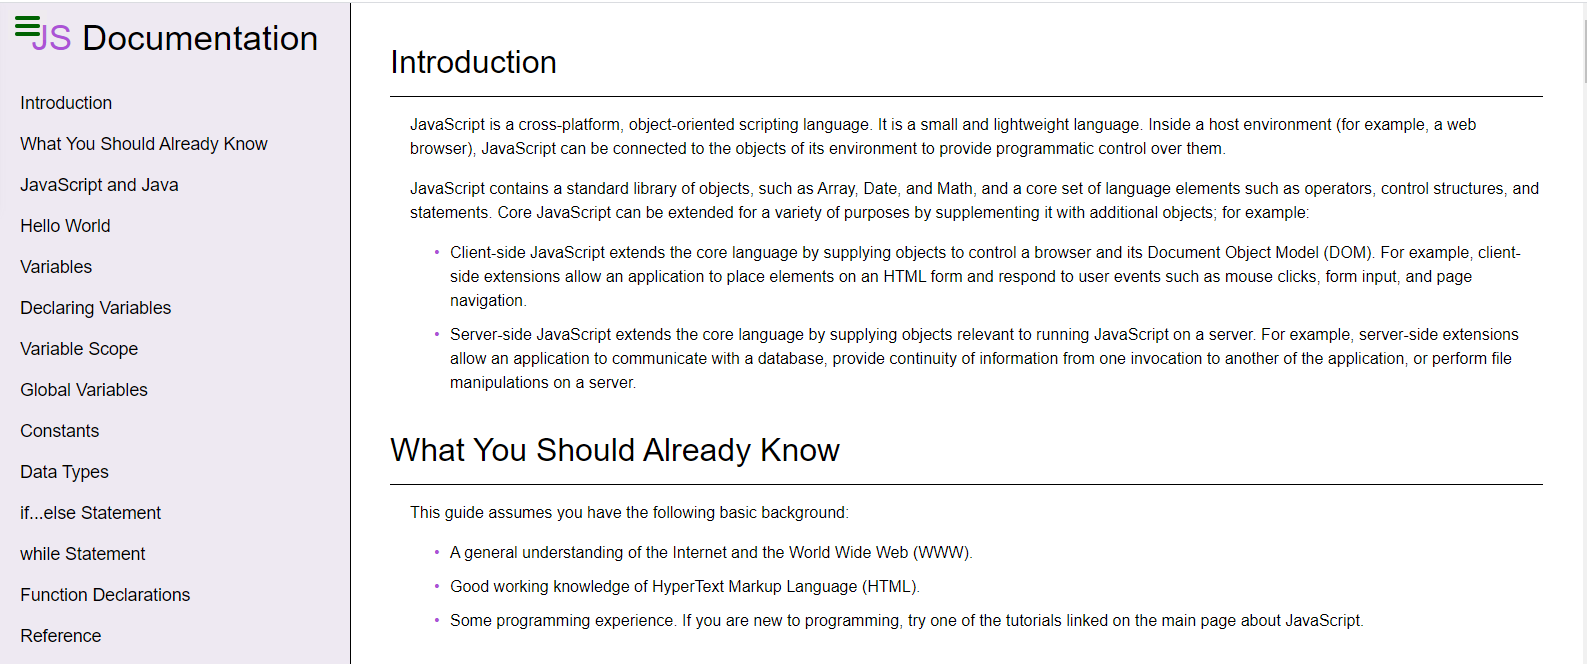 JS Documentation
Introduction
What You Should Already Know
JavaScript and Java
Hello World
Variables
Declaring Variables
Variable Scope
Global Variables
Constants
Data Types
if...else Statement
while Statement
Function Declarations
Reference
Introduction
JavaScript is a cross-platform, object-oriented scripting language. It is a small and lightweight language. Inside a host environment (for example, a web
browser), JavaScript can be connected to the objects of its environment to provide programmatic control over them.
JavaScript contains a standard library of objects, such as Array, Date, and Math, and a core set of language elements such as operators, control structures, and
statements. Core JavaScript can be extended for a variety of purposes by supplementing it with additional objects; for example:
• Client-side JavaScript extends the core language by supplying objects to control a browser and its Document Object Model (DOM). For example, client-
side extensions allow an application to place elements on an HTML form and respond to user events such as mouse clicks, form input, and page
navigation.
• Server-side JavaScript extends the core language by supplying objects relevant to running JavaScript on a server. For example, server-side extensions
allow an application to communicate with a database, provide continuity of information from one invocation to another of the application, or perform file
manipulations on a server.
What You Should Already Know
This guide assumes you have the following basic background:
• A general understanding of the Internet and the World Wide Web (WWW).
• Good working knowledge of HyperText Markup Language (HTML).
• Some programming experience. If you are new to programming, try one of the tutorials linked on the main page about JavaScript.